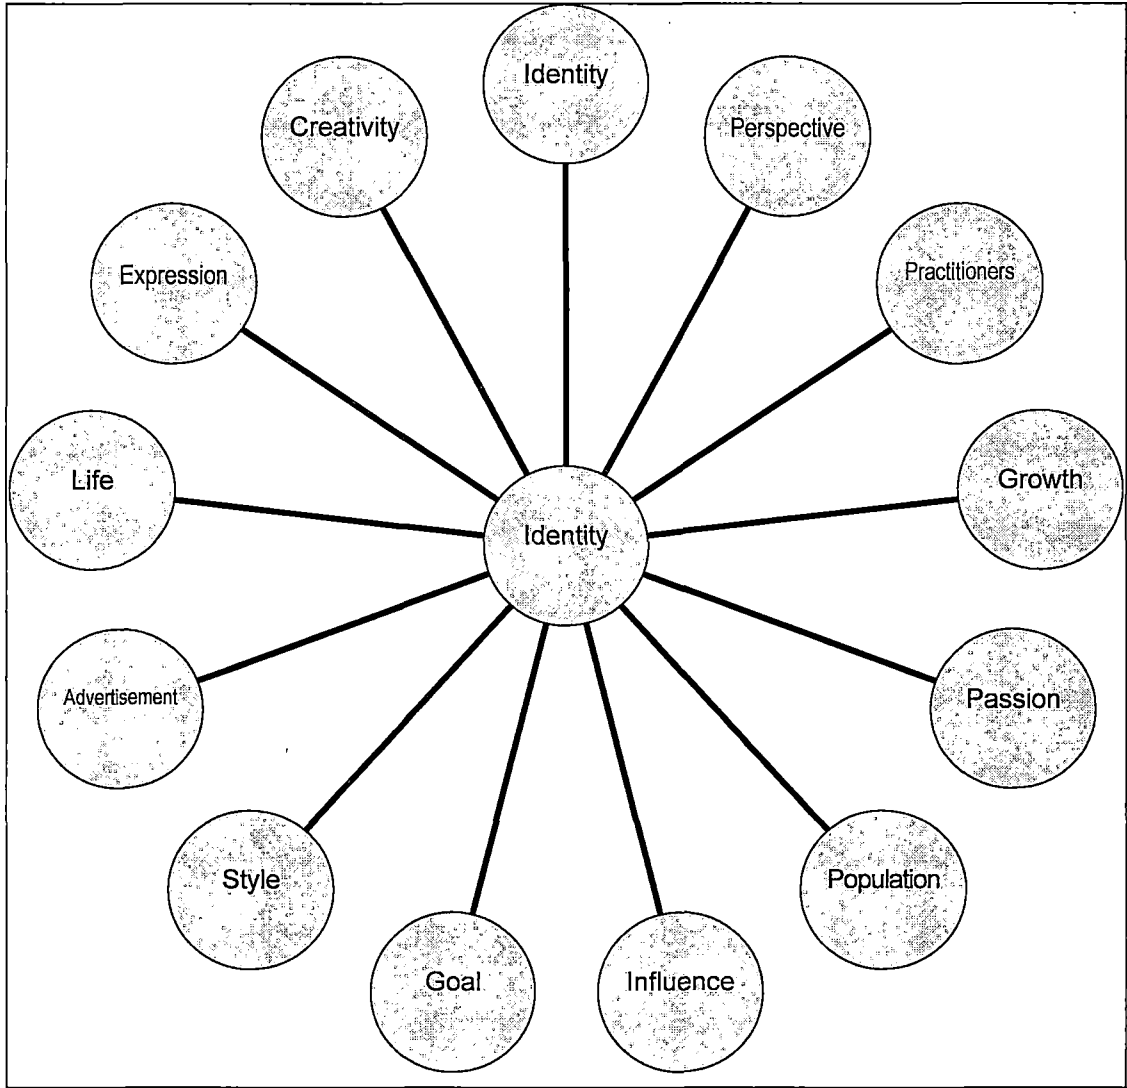 Identity
Creativity
Perspective
Expression
Practitioners
Life
Growth
Identity
Advertisement
Passion
Style
Population
Goal
Influence